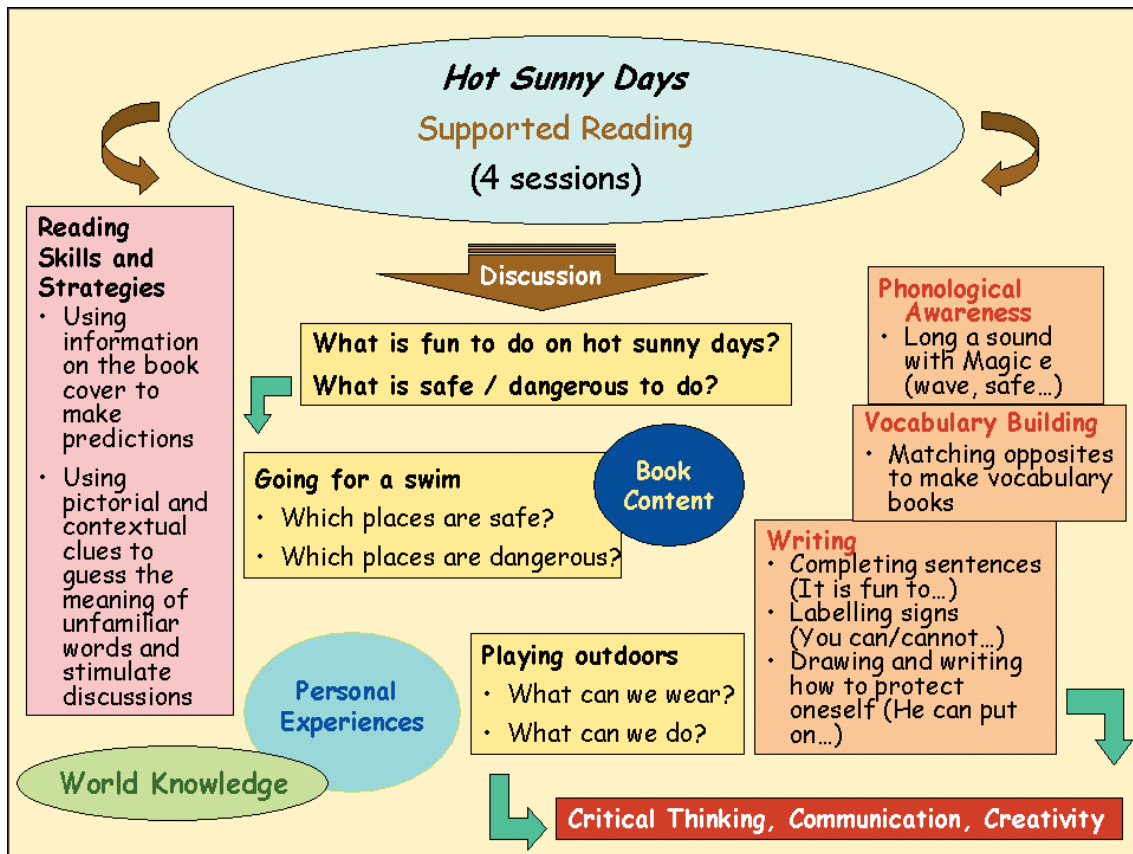 Hot Sunny Days
Supported Reading
(4 sessions)
Reading
Skills and
Strategies
• Using
information
on the book
cover to
make
predictions
• Using
pictorial and
contextual
clues to
guess the
meaning of
unfamiliar
words and
stimulate
discussions
Discussion
What is fun to do on hot sunny days?
What is safe / dangerous to do?
Going for a swim
• Which places are safe?
• Which places are dangerous?
Book
Content
Personal
Experiences
World Knowledge
Playing outdoors
• What can we wear?
• What can we do?
Phonological
Awareness
• Long a sound
with Magic e
(wave, safe…)
Vocabulary Building
• Matching opposites
to make vocabulary
books
Writing
• Completing sentences
(It is fun to…)
• Labelling signs
(You can/cannot…)
• Drawing and writing
how to protect
oneself (He can put
on…)
Critical Thinking, Communication, Creativity